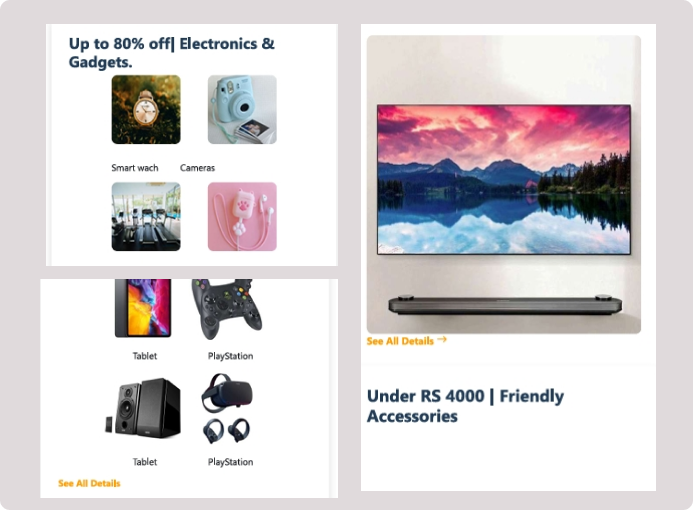 Up to 80% off| Electronics &
Gadgets.
Smart wach Cameras
Tablet PlayStation
Tablet PlayStation
See All Details
See All Details →
Under RS 4000 | Friendly
Accessories